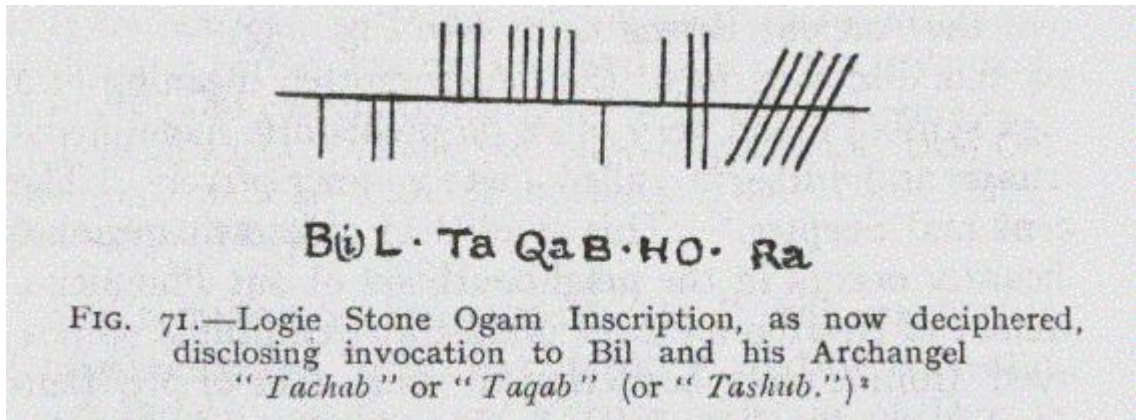 B(i)L · Ta QaB · HO · Ra
FIG. 71.—Logie Stone Ogam Inscription, as now deciphered,
disclosing invocation to Bil and his Archangel
“ Tachab ” or “ Taqab ” (or “ Tashub.”)²